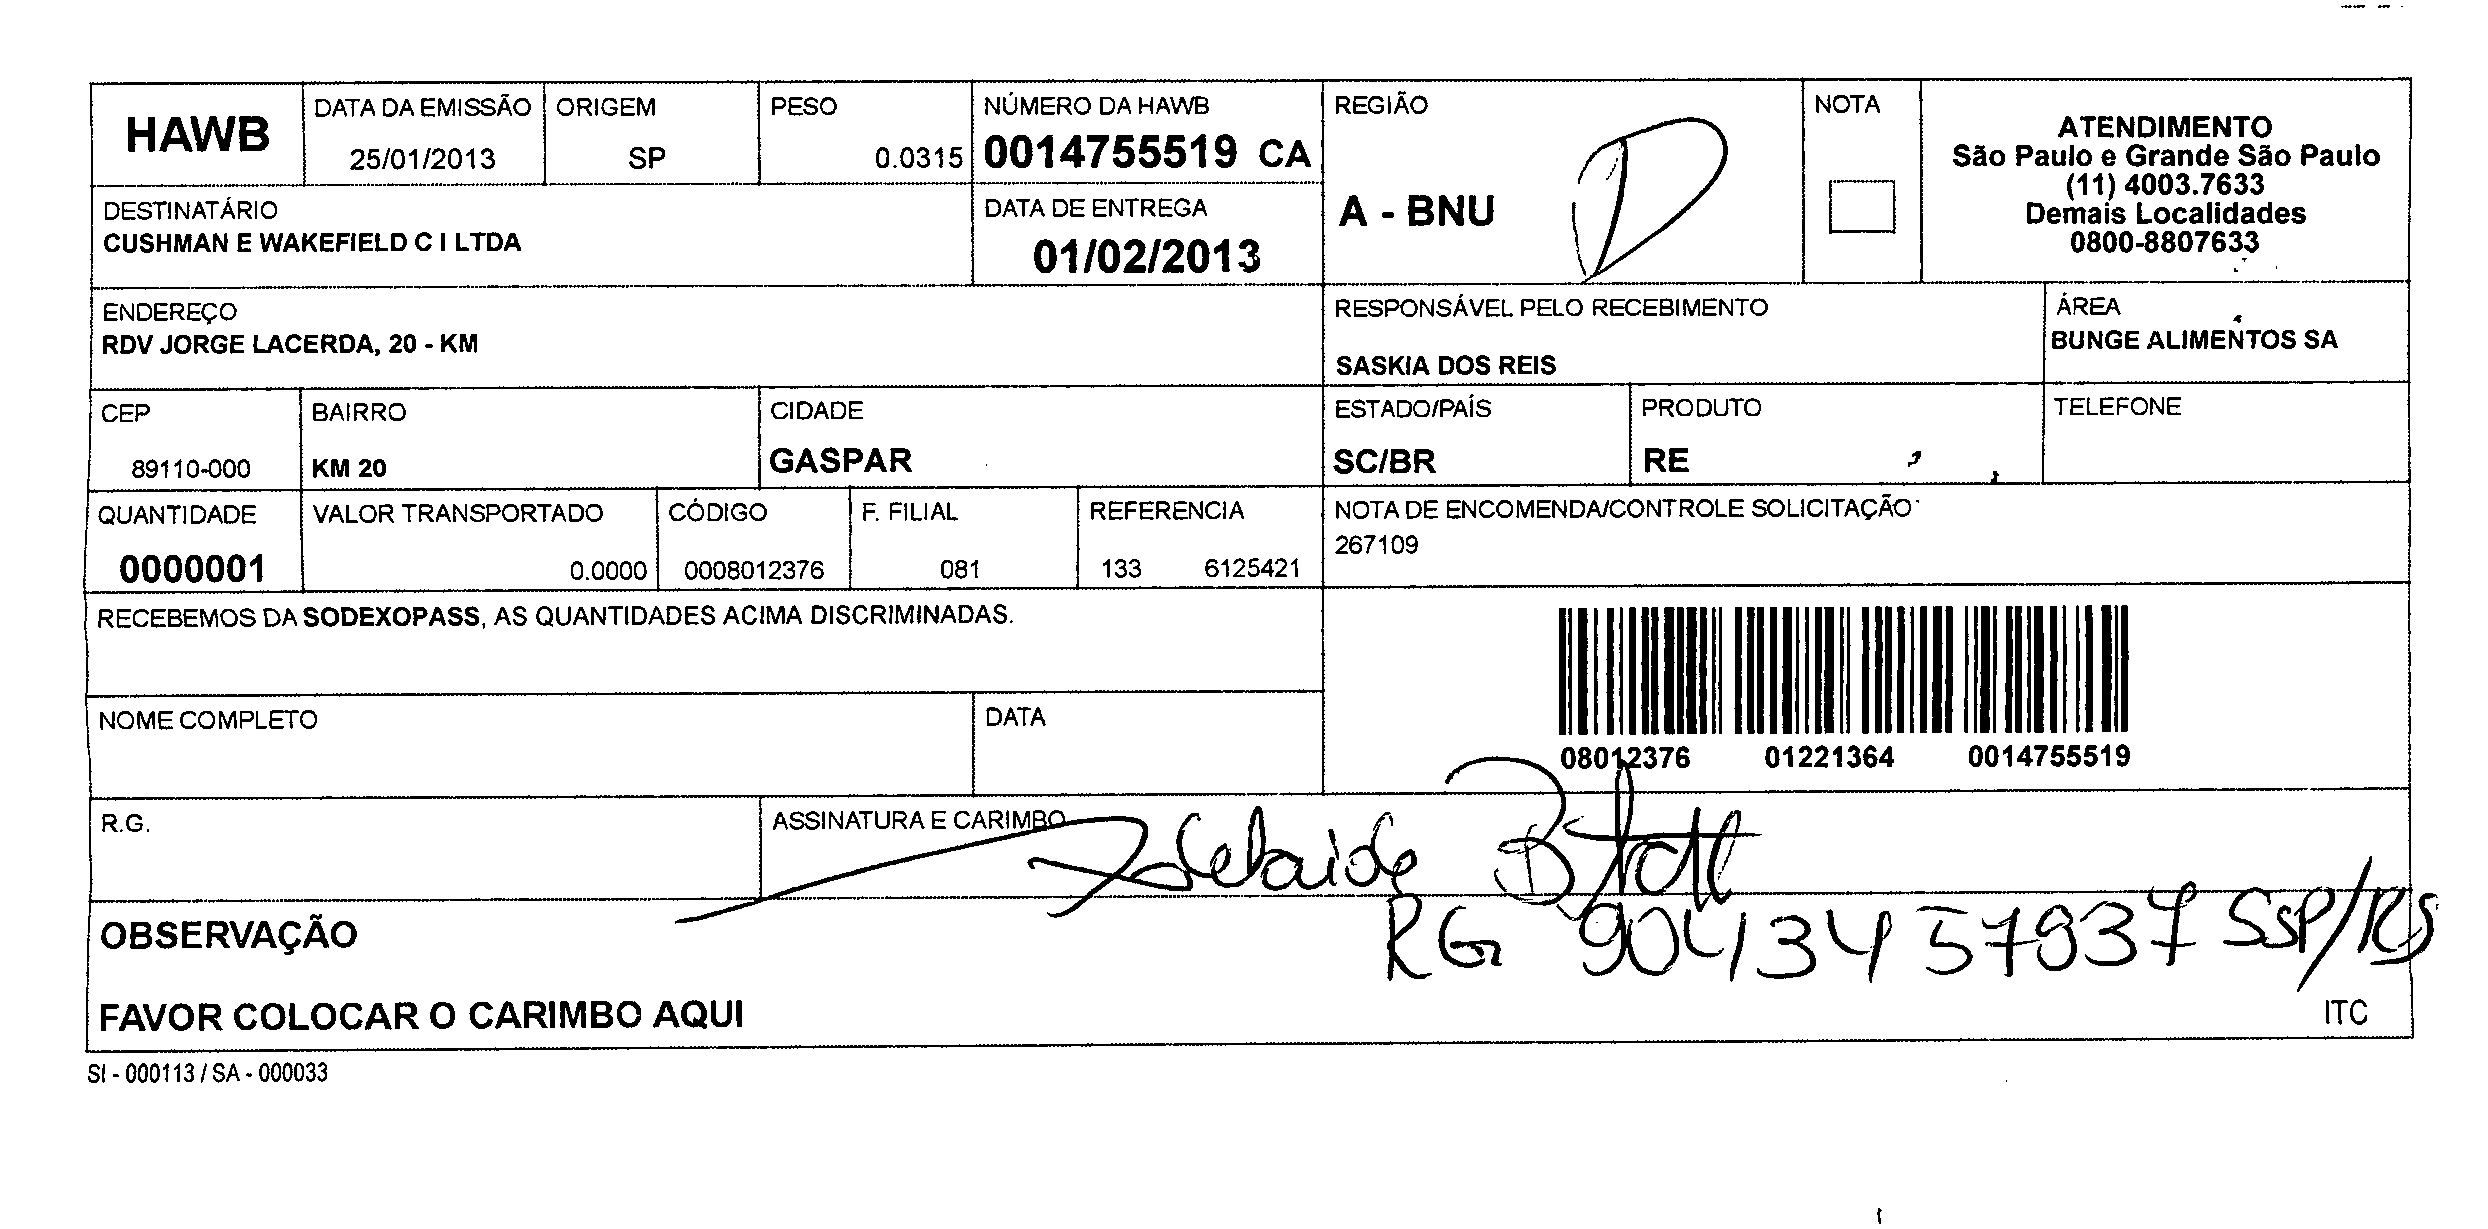 HAWB
DATA DA EMISSÃO
25/01/2013
ORIGEM
SP
PESO
0.0315
NÚMERO DA HAWB
0014755519 CA
REGIÃO
A - BNU
NOTA
ATENDIMENTO
São Paulo e Grande São Paulo
(11) 4003.7633
Demais Localidades
0800-8807633
DESTINATÁRIO
CUSHMAN E WAKEFIELD C I LTDA
DATA DE ENTREGA
01/02/2013
ENDEREÇO
RDV JORGE LACERDA, 20 - KM
RESPONSÁVEL PELO RECEBIMENTO
SASKIA DOS REIS
ÁREA
BUNGE ALIMENTOS SA
CEP
89110-000
BAIRRO
KM 20
CIDADE
GASPAR
ESTADO/PAÍS
SC/BR
PRODUTO
RE
TELEFONE
QUANTIDADE
0000001
VALOR TRANSPORTADO
0.0000
CÓDIGO
0008012376
F. FILIAL
081
REFERENCIA
133 6125421
NOTA DE ENCOMENDA/CONTROLE SOLICITAÇÃO
267109
RECEBEMOS DA SODEXOPASS, AS QUANTIDADES ACIMA DISCRIMINADAS.
08012376 01221364 0014755519
NOME COMPLETO
DATA
R.G.
ASSINATURA E CARIMBO
Adelaide
RG 9043457937 SSP/RS
OBSERVAÇÃO
FAVOR COLOCAR O CARIMBO AQUI
ITC
SI - 000113 / SA - 000033